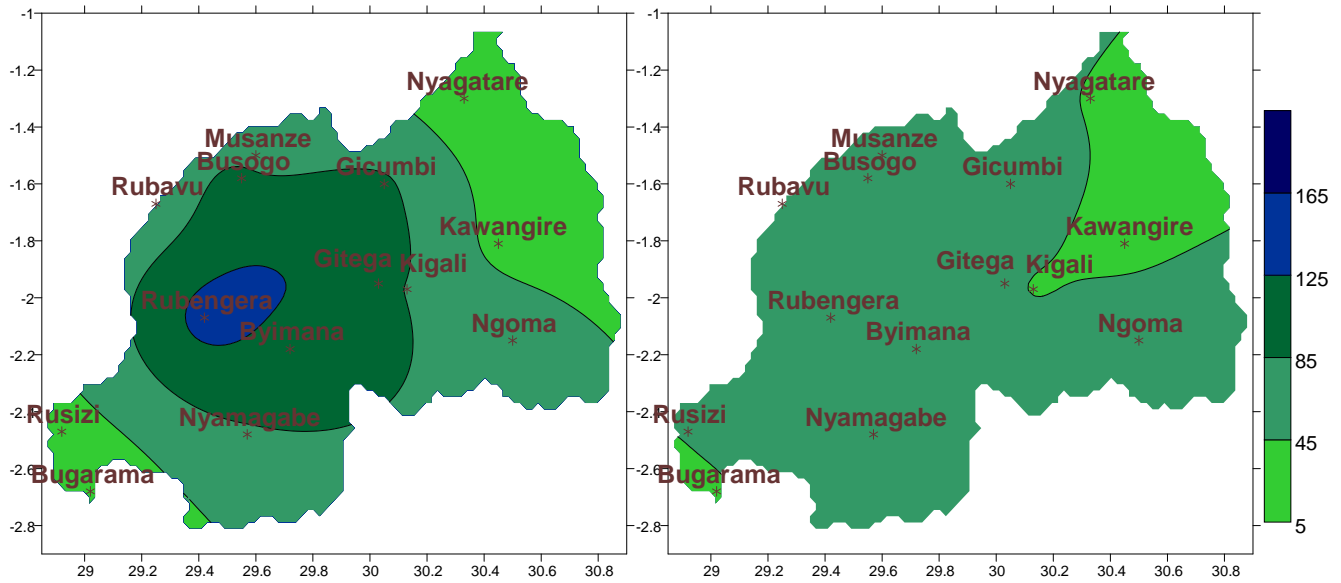 -1
-1.2
-1.4
-1.6
-1.8
-2
-2.2
-2.4
-2.6
-2.8
Nyagatare
Musanze
Busogo
Gicumbi
Rubavu
Kawangire
Gitega
Kigali
Rubengera
Byimana
Ngoma
Rusizi
Nyamagabe
Bugarama
29 29.2 29.4 29.6 29.8 30 30.2 30.4 30.6 30.8
-1
-1.2
-1.4
-1.6
-1.8
-2
-2.2
-2.4
-2.6
-2.8
Nyagatare
Musanze
Busogo
Gicumbi
Rubavu
Kawangire
Gitega
Kigali
Rubengera
Byimana
Ngoma
Rusizi
Nyamagabe
Bugarama
29 29.2 29.4 29.6 29.8 30 30.2 30.4 30.6 30.8
165
125
85
45
5